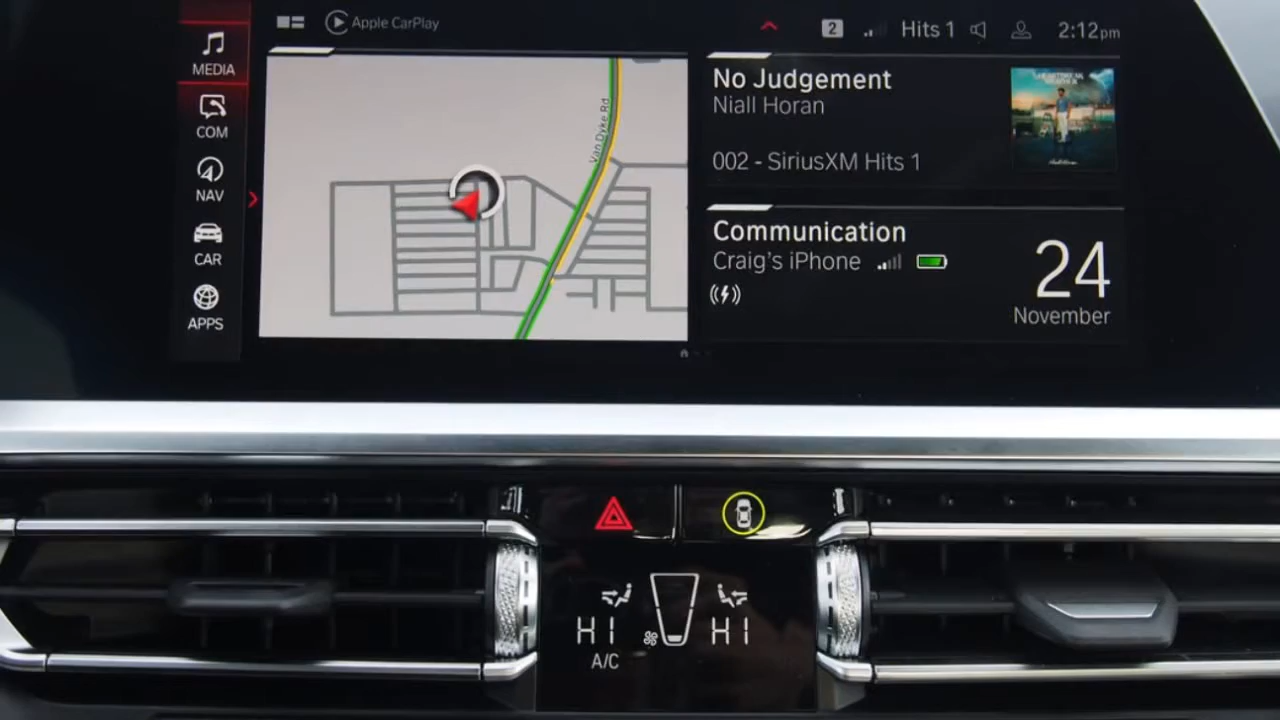 Apple CarPlay
2
Hits 1
2:12pm
MEDIA
COM
NAV
CAR
APPS
Van Dyke Rd
No Judgement
Niall Horan
002 - SiriusXM Hits 1
Communication
Craig's iPhone
24
November
HI
HI
A/C